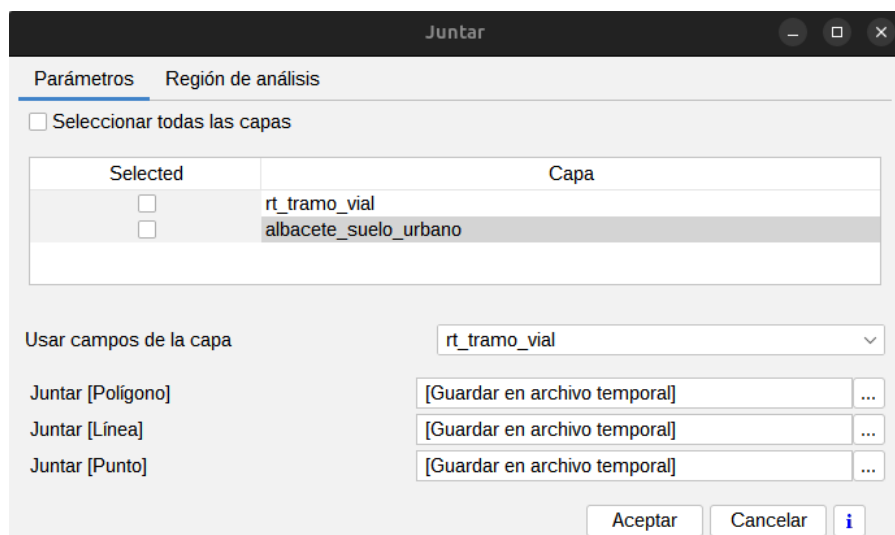 Juntar
Parámetros Región de análisis
Seleccionar todas las capas
Selected Capa
rt_tramo_vial
albacete_suelo_urbano
Usar campos de la capa rt_tramo_vial
Juntar [Polígono] [Guardar en archivo temporal] ...
Juntar [Línea] [Guardar en archivo temporal] ...
Juntar [Punto] [Guardar en archivo temporal] ...
Aceptar Cancelar i